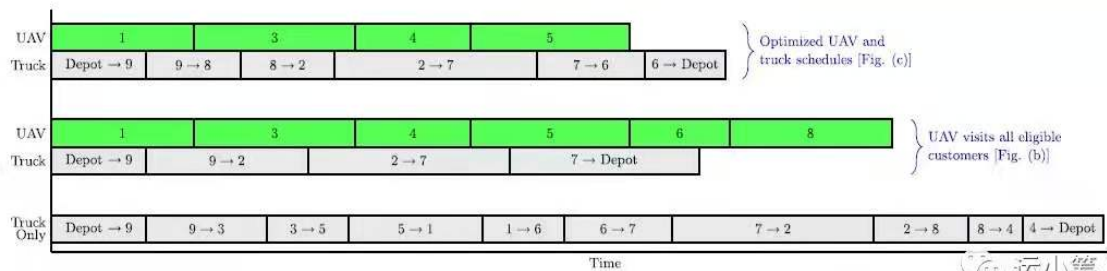 UAV 1 3 4 5
Truck Depot → 9 9 → 8 8 → 2 2 → 7 7 → 6 6 → Depot
Optimized UAV and
truck schedules [Fig. (c)]
UAV 1 3 4 5 6 8
Truck Depot → 9 9 → 2 2 → 7 7 → Depot
UAV visits all eligible
customers [Fig. (b)]
Truck
Only
Depot → 9 9 → 3 3 → 5 5 → 1 1 → 6 6 → 7 7 → 2 2 → 8 8 → 4 4 → Depot
Time